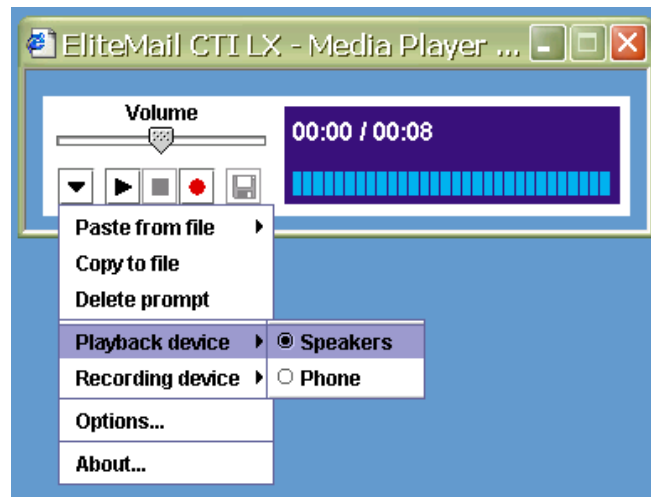 EliteMail CTI LX - Media Player ...
Volume
00:00 / 00:08
Paste from file
Copy to file
Delete prompt
Playback device
Speakers
Recording device
Phone
Options...
About...